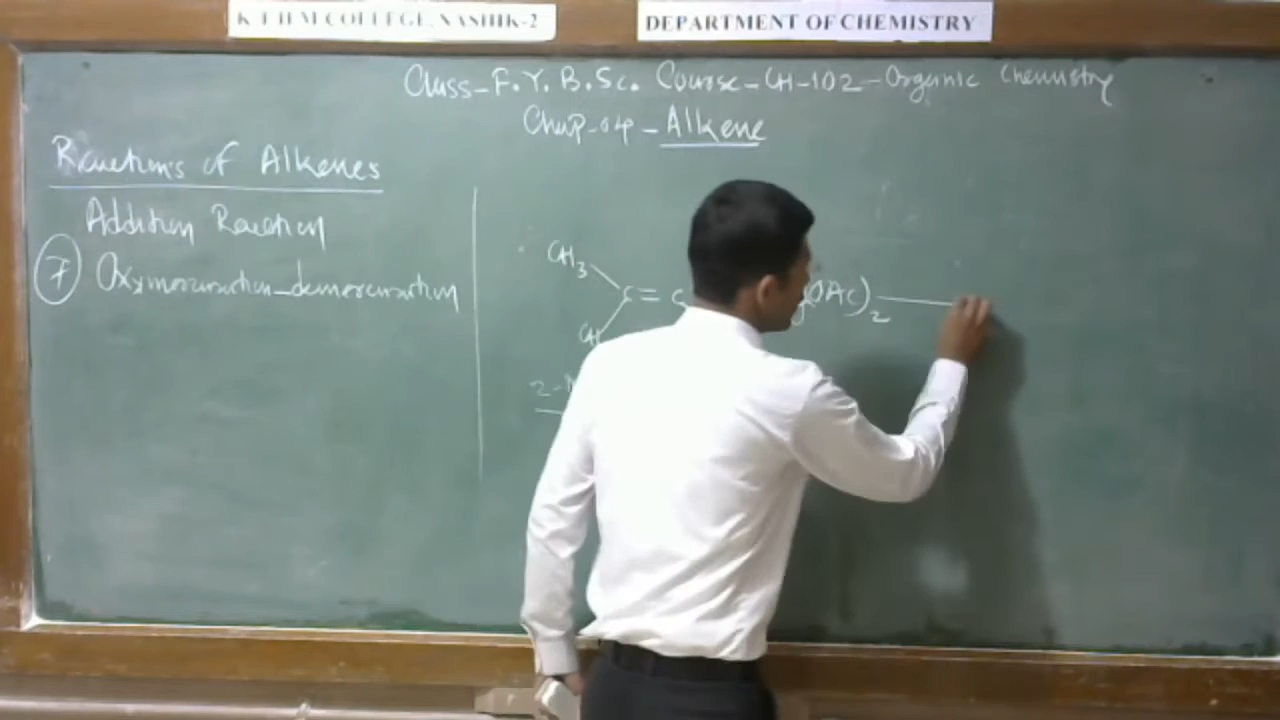 K T H M COLLEGE, NASHIK-2
DEPARTMENT OF CHEMISTRY
Class-F.Y.B.Sc. Course-CH-102-Organic Chemistry
Chap-04-Alkene
Reactions of Alkenes
Addition Reaction
7 Oxymercuration-demercuration
CH3
C=C
(OAc)2
CH
2-